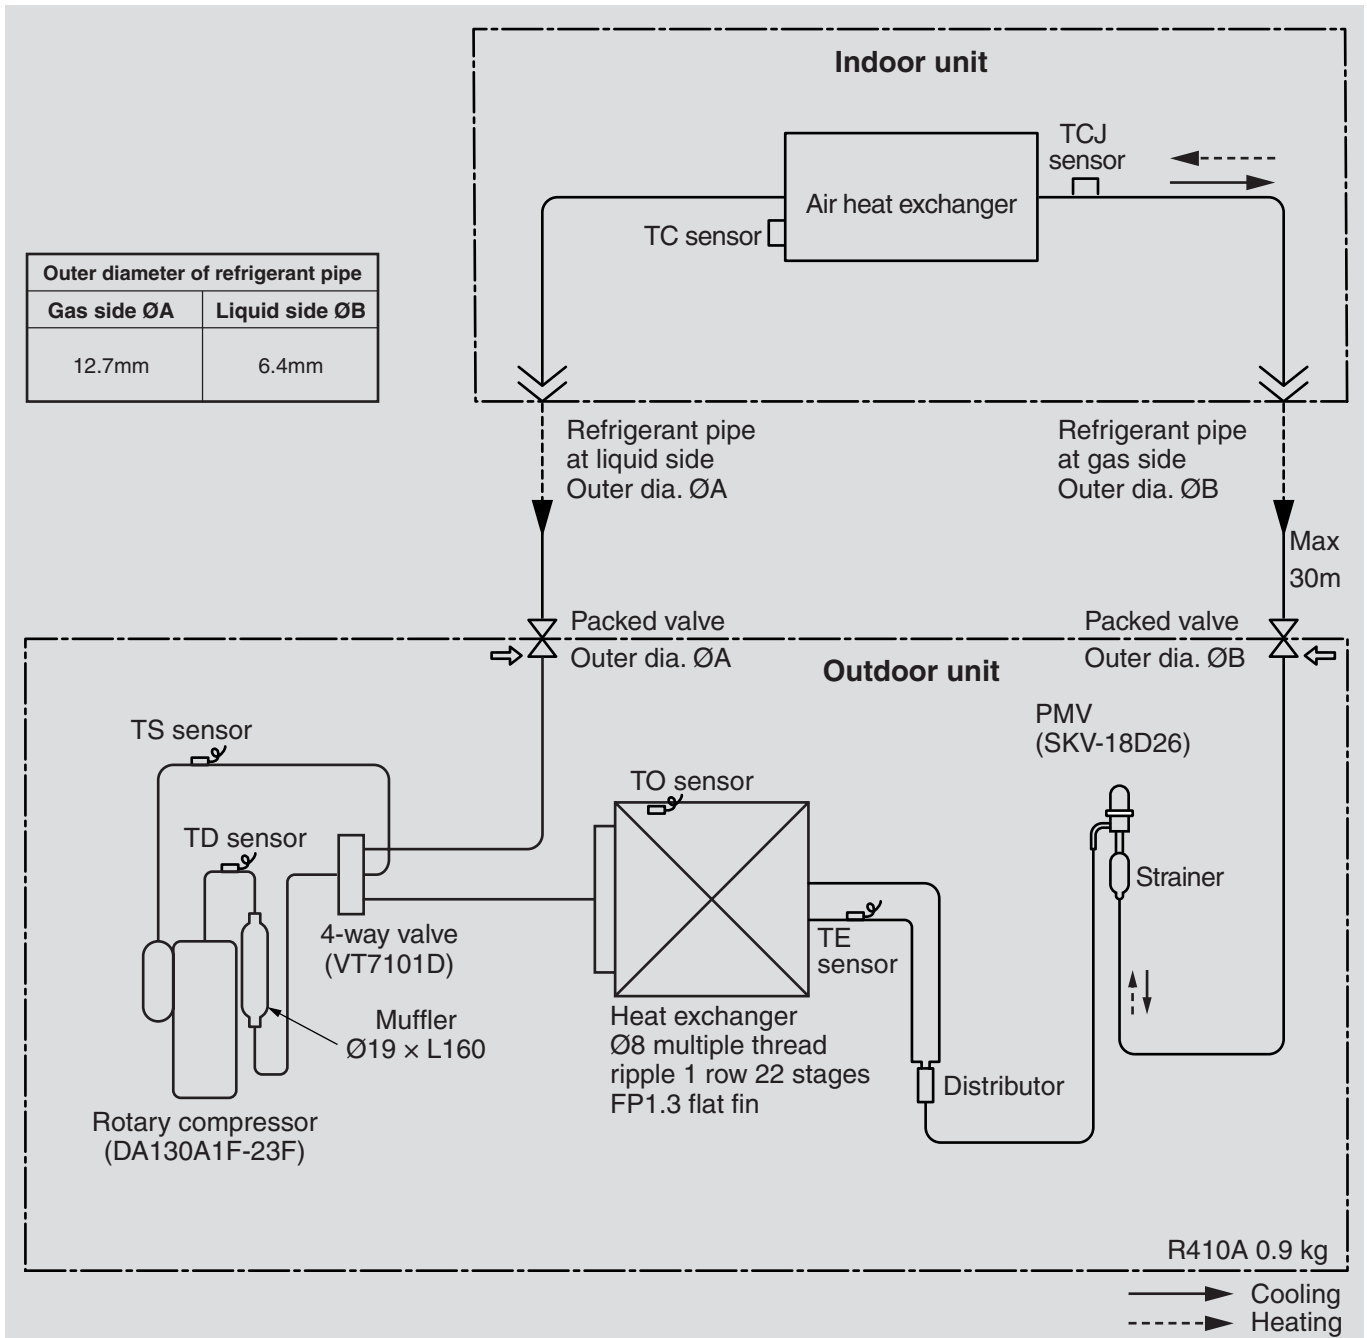 Indoor unit
TCJ
sensor
Air heat exchanger
TC sensor
Outer diameter of refrigerant pipe
Gas side ØA
Liquid side ØB
12.7mm
6.4mm
Refrigerant pipe
at liquid side
Outer dia. ØA
Refrigerant pipe
at gas side
Outer dia. ØB
Max
30m
Packed valve
Outer dia. ØA
Packed valve
Outer dia. ØB
Outdoor unit
TS sensor
TD sensor
4-way valve
(VT7101D)
Muffler
Ø19 × L160
Rotary compressor
(DA130A1F-23F)
TO sensor
TE
sensor
Heat exchanger
Ø8 multiple thread
ripple 1 row 22 stages
FP1.3 flat fin
PMV
(SKV-18D26)
Strainer
Distributor
R410A 0.9 kg
Cooling
Heating